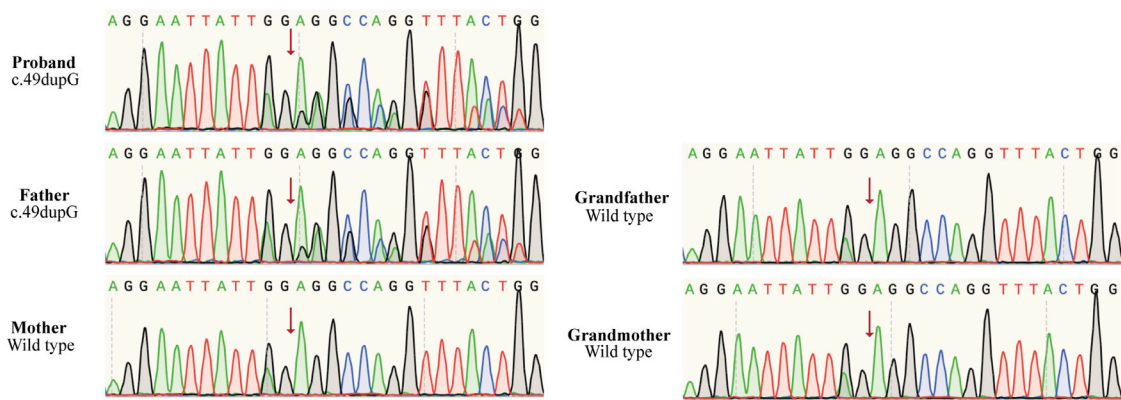 A G G A A T T A T T G G A G G C C A G G T T T A C T G G
Proband
c.49dupG
A G G A A T T A T T G G A G G C C A G G T T T A C T G G
Father
c.49dupG
A G G A A T T A T T G G A G G C C A G G T T T A C T G G
Mother
Wild type
A G G A A T T A T T G G A G G C C A G G T T T A C T G G
Grandfather
Wild type
A G G A A T T A T T G G A G G C C A G G T T T A C T G G
Grandmother
Wild type